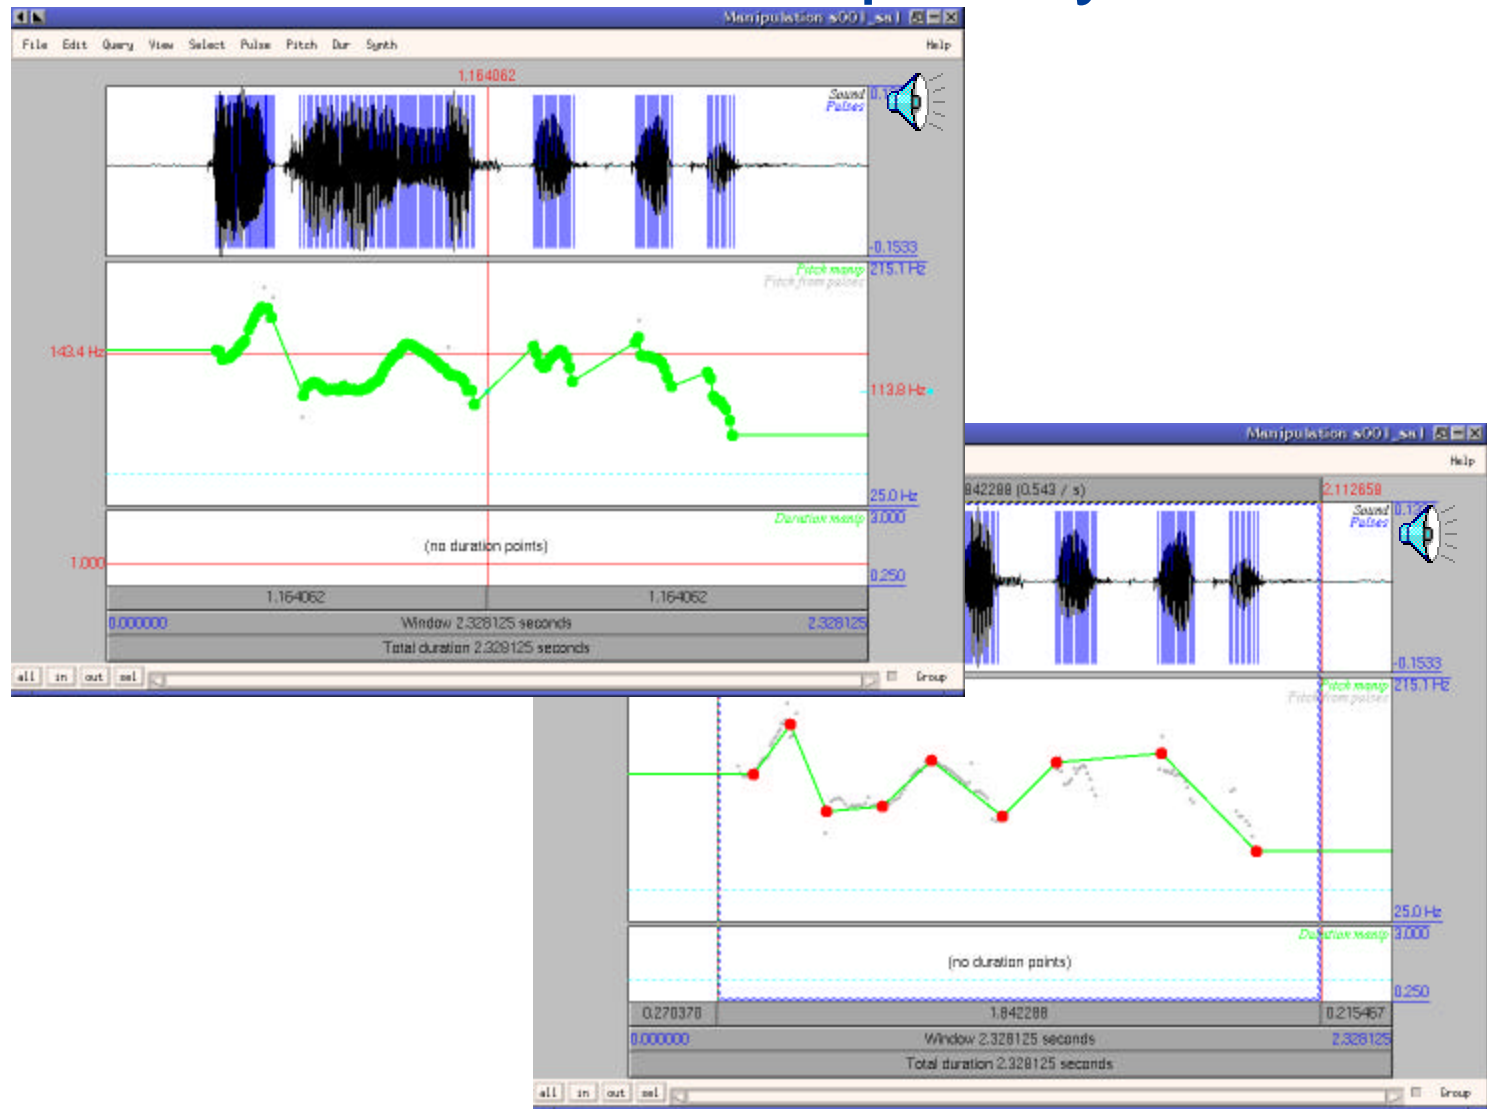 Manipulation s001_sal
File Edit Query View Select Pulse Pitch Dur Synth Help
1.164062
Sound
Pulses
-0.1533
Pitch manip 215.1 Hz
Pitch from pulses
143.4 Hz
113.8 Hz
25.0 Hz
Duration manip 3.000
(no duration points)
1.000
0.250
1.164062 1.164062
0.000000 Window 2.328125 seconds 2.328125
Total duration 2.328125 seconds
all in out sel Group
Manipulation s001_sal
Help
842288 (0.543 / s) 2.112658
Sound
Pulses
-0.1533
Pitch manip 215.1 Hz
Pitch from pulses
25.0 Hz
Duration manip 3.000
(no duration points)
0.250
0.270370 1.842288 0.215467
0.000000 Window 2.328125 seconds 2.328125
Total duration 2.328125 seconds
all in out sel Group